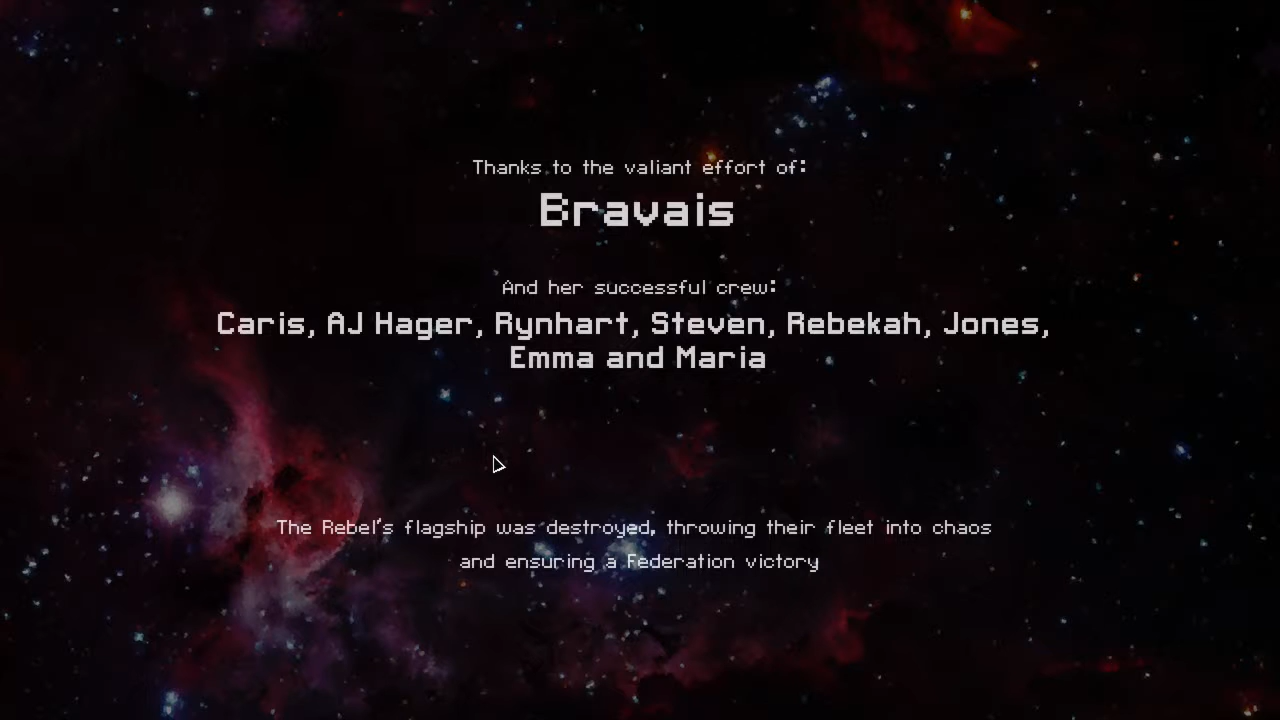 Thanks to the valiant effort of:
Bravais
And her successful crew:
Caris, AJ Hager, Rynhart, Steven, Rebekah, Jones,
Emma and Maria
The Rebel's flagship was destroyed, throwing their fleet into chaos
and ensuring a Federation victory